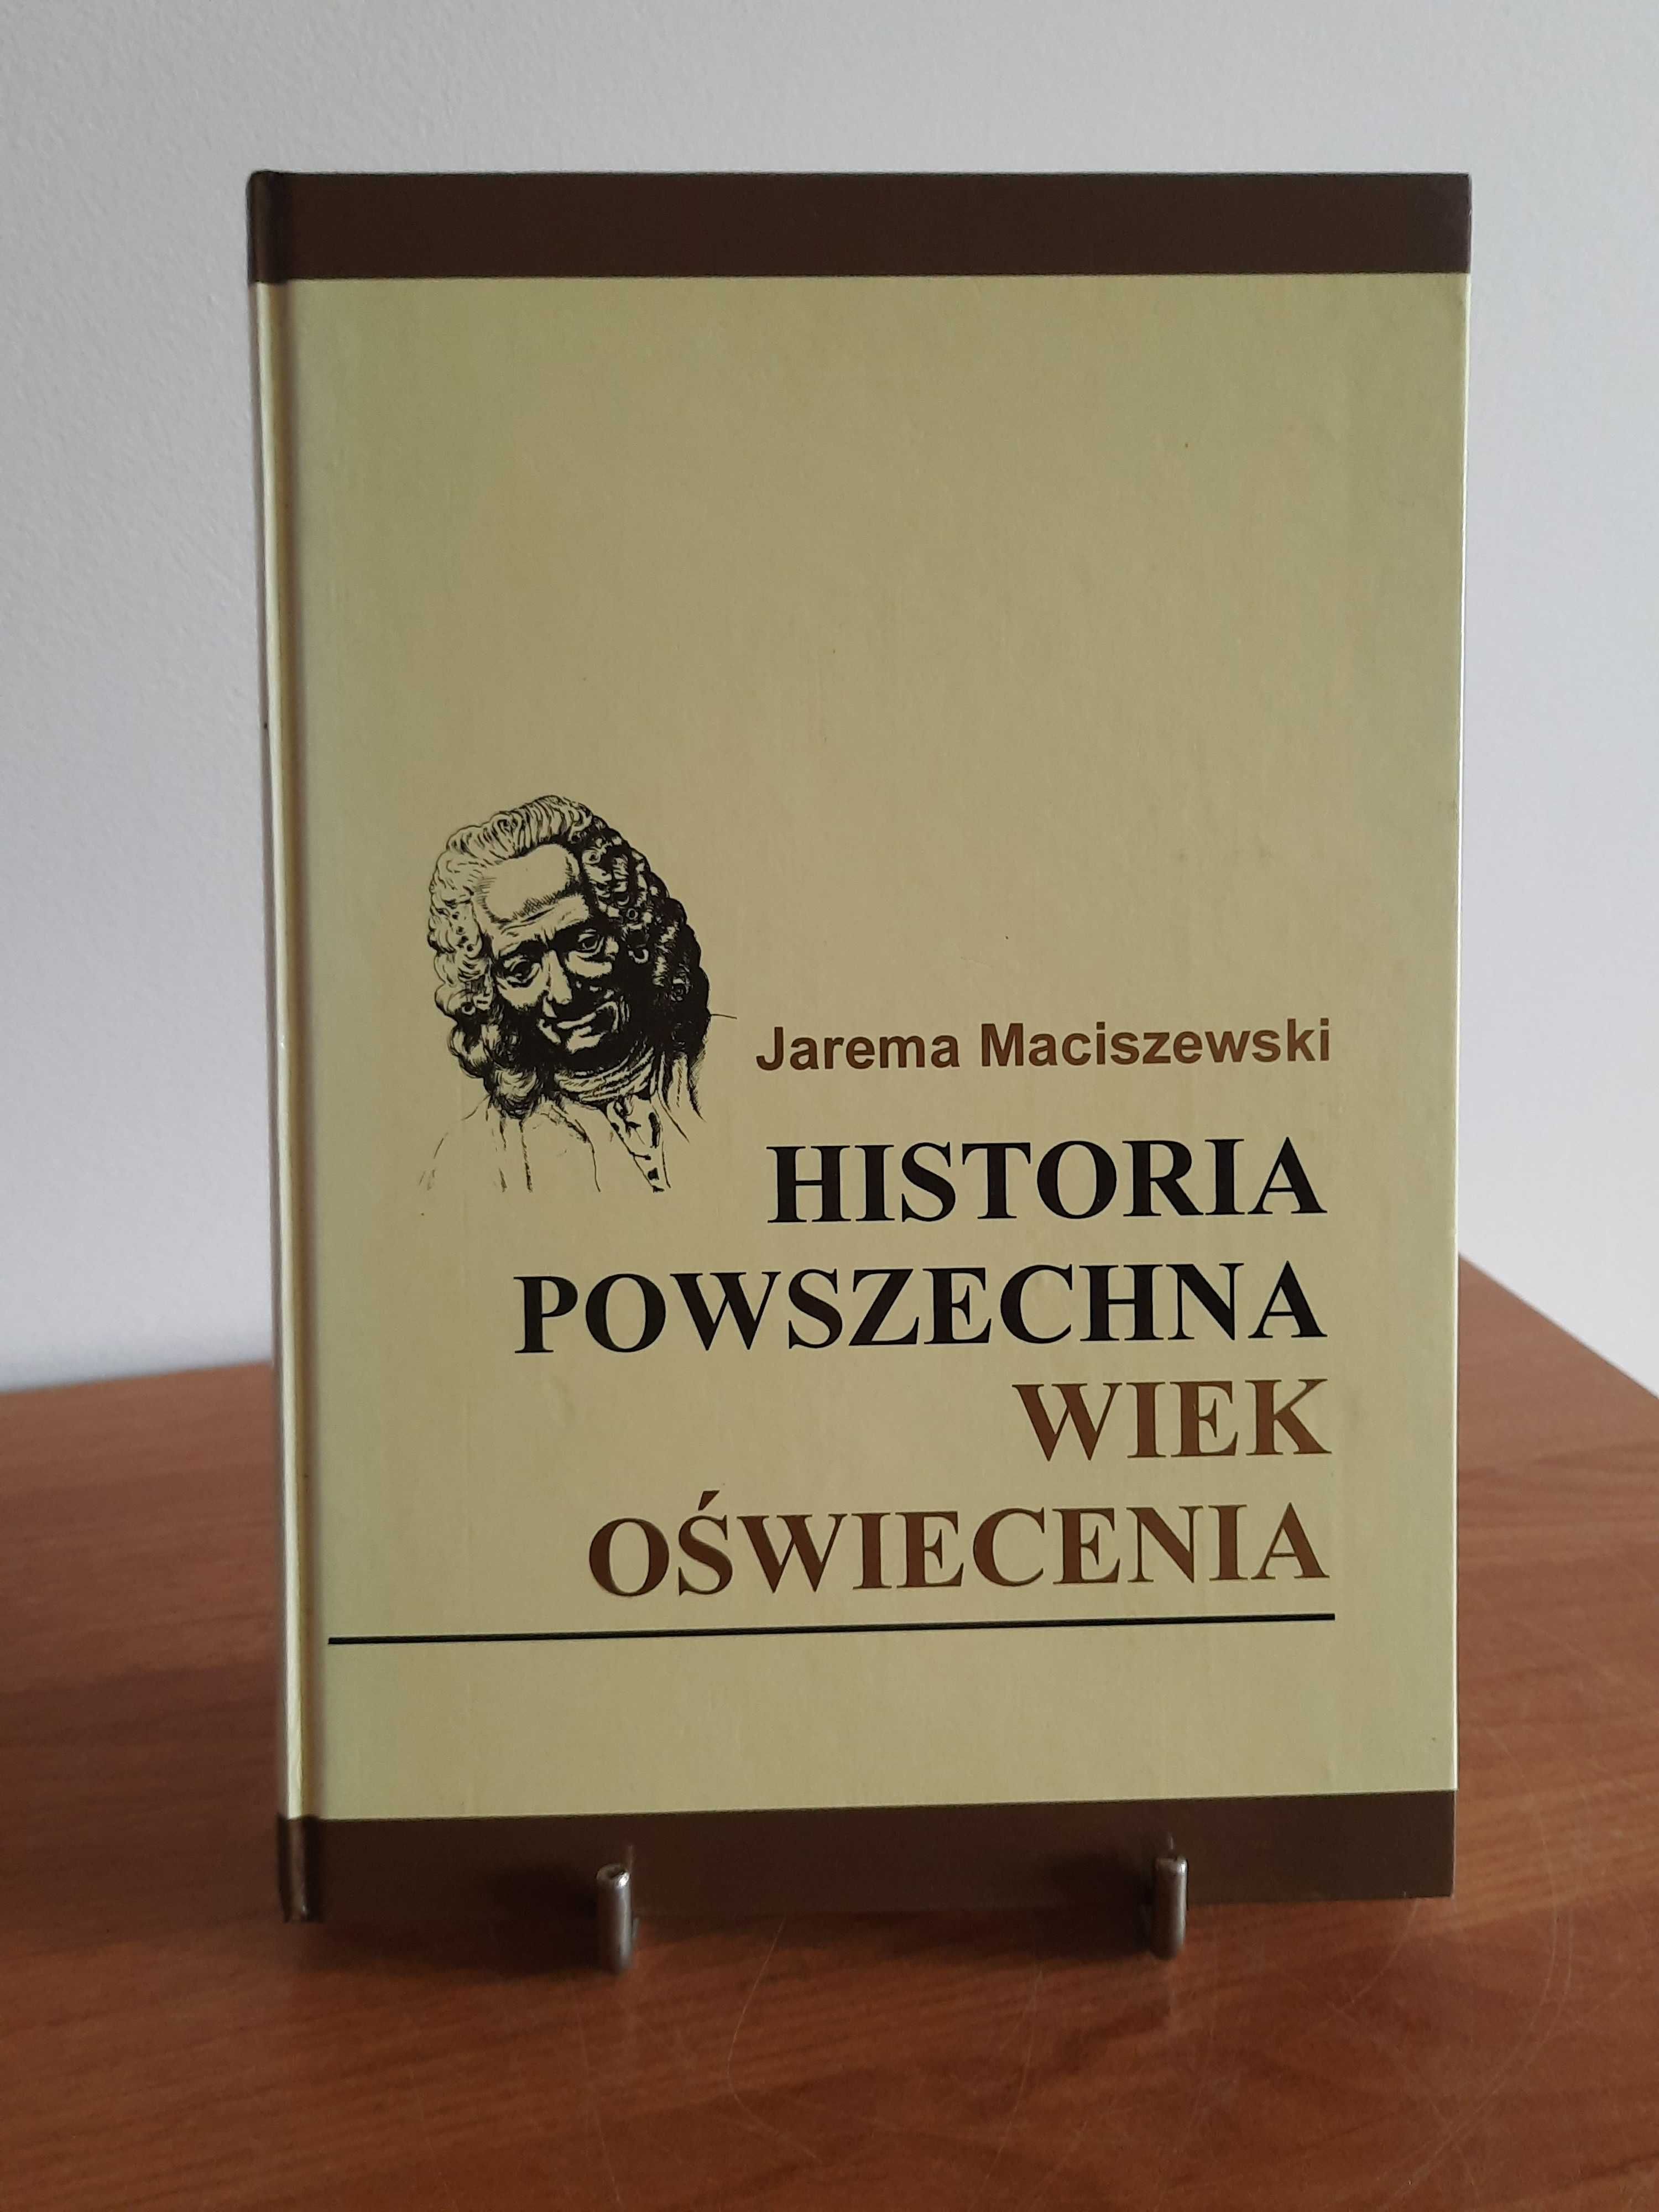 Jarema Maciszewski
HISTORIA
POWSZECHNA
WIEK
OŚWIECENIA